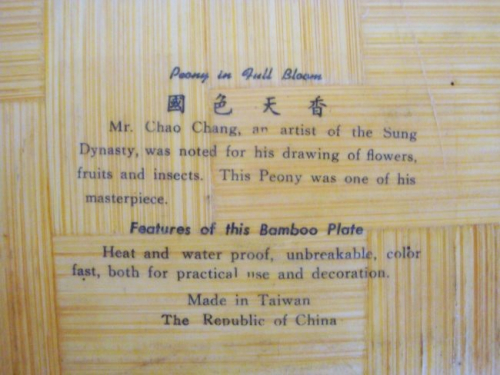 Peony in Full Bloom
國色天香
Mr. Chao Chang, an artist of the Sung
Dynasty, was noted for his drawing of flowers,
fruits and insects. This Peony was one of his
masterpiece.
Features of this Bamboo Plate
Heat and water proof, unbreakable, color
fast, both for practical use and decoration.
Made in Taiwan
The Republic of China